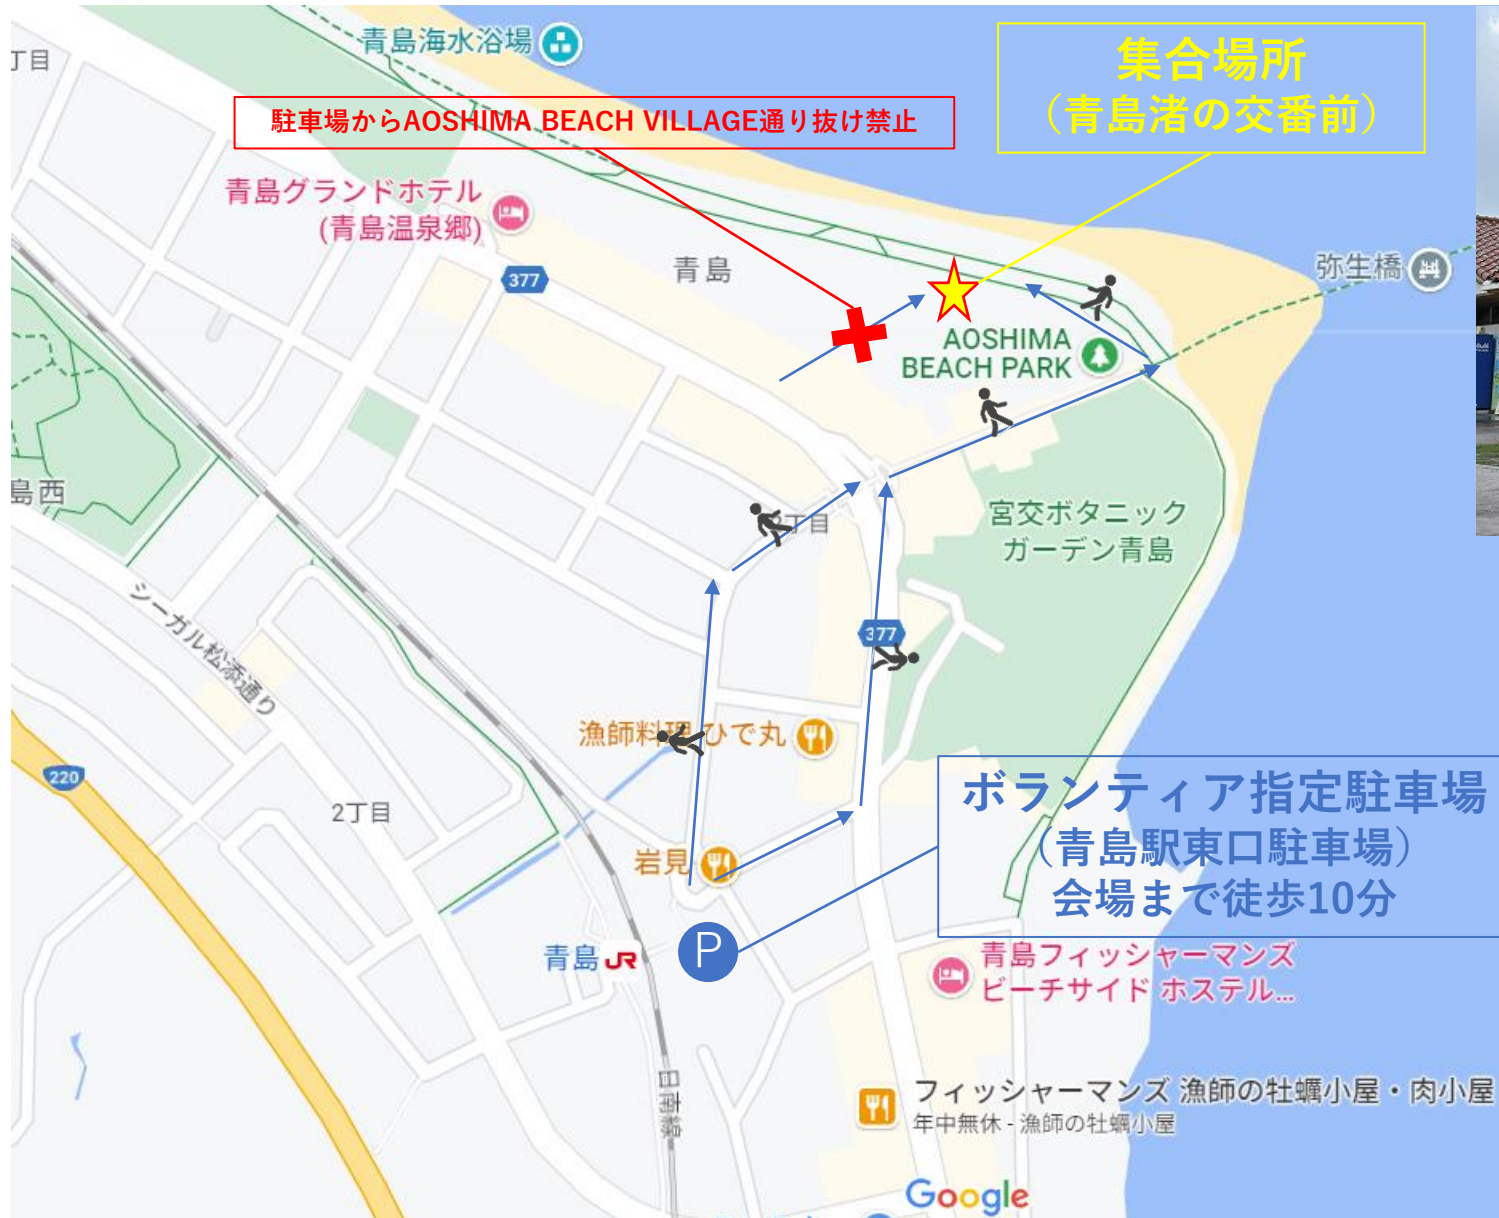 青島海水浴場
丁目
集合場所
（青島渚の交番前）
駐車場からAOSHIMA BEACH VILLAGE通り抜け禁止
青島グランドホテル
(青島温泉郷)
377
青島
弥生橋
AOSHIMA
BEACH PARK
島西
丁目
宮交ボタニック
ガーデン青島
シーガル松添通り
377
漁師料理 ひで丸
220
2丁目
ボランティア指定駐車場
（青島駅東口駐車場）
会場まで徒歩10分
岩見
青島 JR
P
青島フィッシャーマンズ
ビーチサイド ホステル...
日南線
フィッシャーマンズ 漁師の牡蠣小屋・肉小屋
年中無休 - 漁師の牡蠣小屋
Google